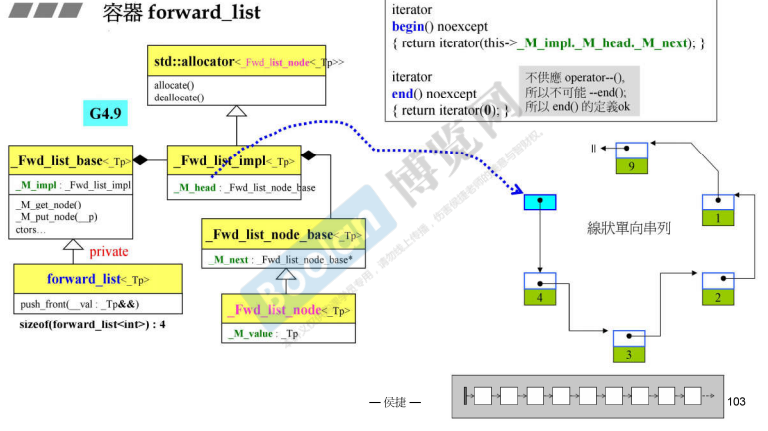 容器 forward_list
iterator
begin() noexcept
{ return iterator(this->_M_impl._M_head._M_next); }
iterator
end() noexcept
{ return iterator(0); }
不供應 operator--(),
所以不可能 --end();
所以 end() 的定義ok
std::allocator<_Fwd_list_node<_Tp>>
allocate()
deallocate()
G4.9
_Fwd_list_base<_Tp>
_M_impl : _Fwd_list_impl
_M_get_node()
_M_put_node(__p)
ctors…
_Fwd_list_impl<_Tp>
_M_head : _Fwd_list_node_base
_Fwd_list_node_base<_Tp>
_M_next : _Fwd_list_node_base*
private
forward_list<_Tp>
push_front(__val : _Tp&&)
sizeof(forward_list<int>) : 4
_Fwd_list_node<_Tp>
_M_value : _Tp
9
1
線狀單向串列
4
2
3
Boolan 博览网
— 侯捷 —
103